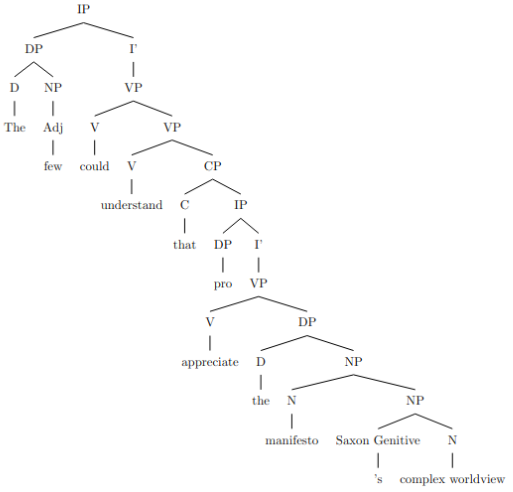 IP
DP I'
D NP VP
The Adj V VP
few could V CP
understand C IP
that DP I'
pro VP
V DP
appreciate D NP
the N NP
manifesto Saxon Genitive N
's complex worldview